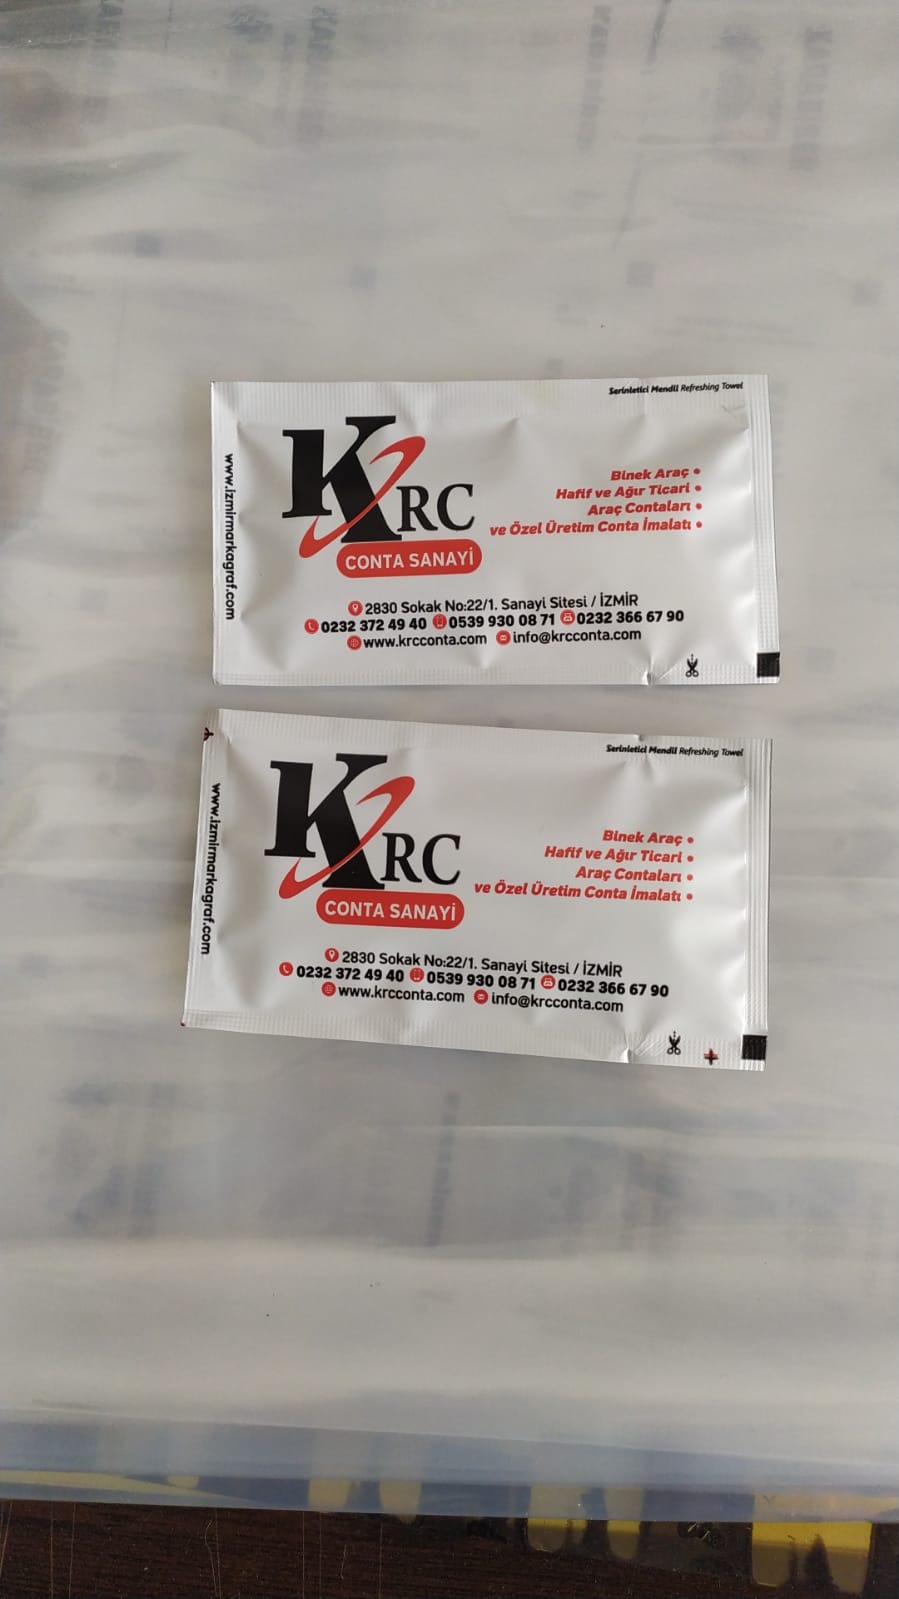 Serinletici Mendil Refreshing Towel
www.izmirmarkagraf.com
KRC
CONTA SANAYİ
Binek Araç •
Hafif ve Ağır Ticari •
Araç Contaları •
ve Özel Üretim Conta İmalatı •
2830 Sokak No:22/1. Sanayi Sitesi / İZMİR
0232 372 49 40 0539 930 08 71 0232 366 67 90
www.krcconta.com info@krcconta.com
Serinletici Mendil Refreshing Towel
www.izmirmarkagraf.com
KRC
CONTA SANAYİ
Binek Araç •
Hafif ve Ağır Ticari •
Araç Contaları •
ve Özel Üretim Conta İmalatı •
2830 Sokak No:22/1. Sanayi Sitesi / İZMİR
0232 372 49 40 0539 930 08 71 0232 366 67 90
www.krcconta.com info@krcconta.com